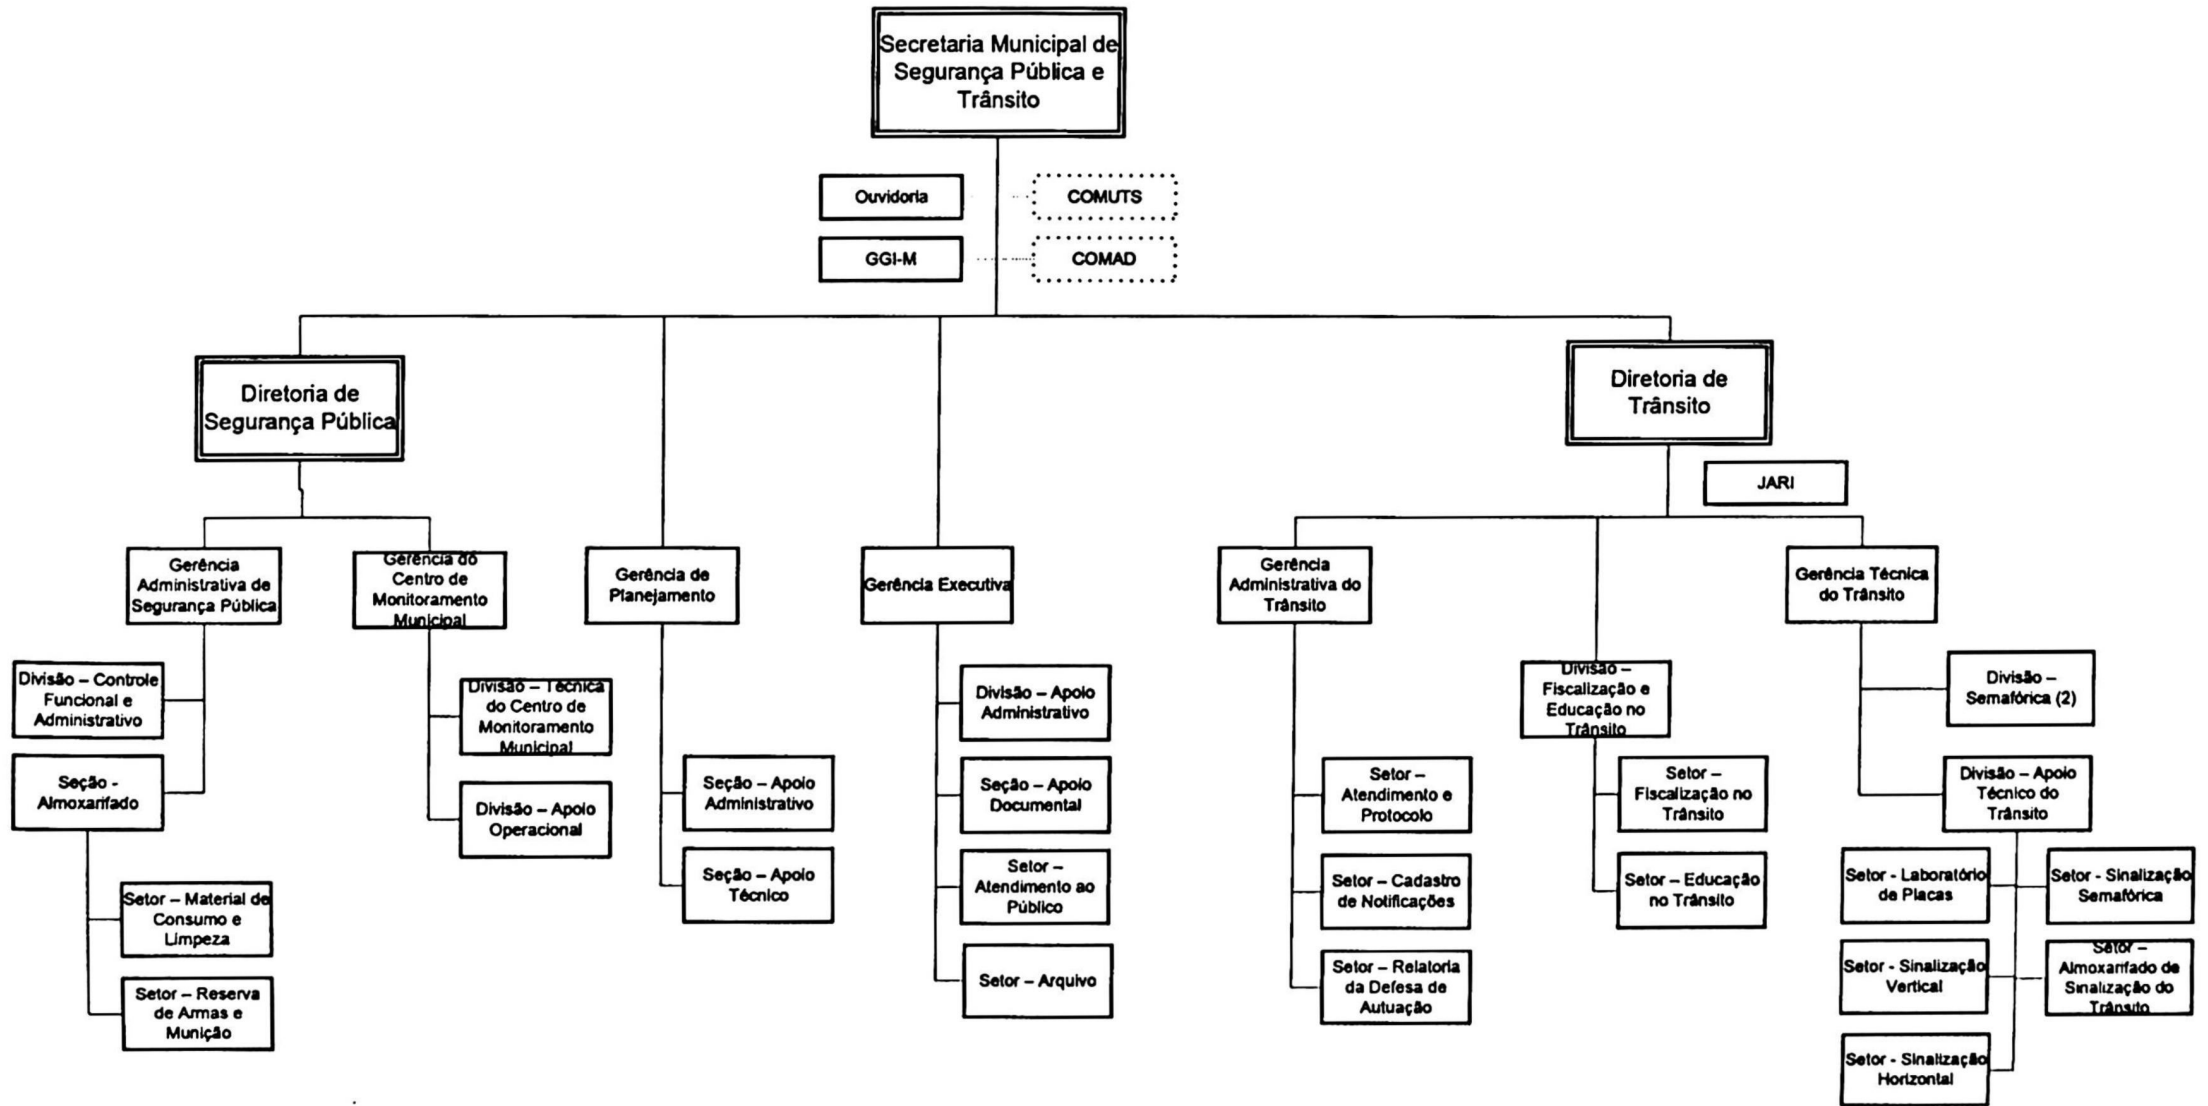 Secretaria Municipal de
Segurança Pública e
Trânsito
Ouvidoria
COMUTS
GGI-M
COMAD
Diretoria de
Segurança Pública
Diretoria de
Trânsito
JARI
Gerência
Administrativa de
Segurança Pública
Gerência do
Centro de
Monitoramento
Municipal
Gerência de
Planejamento
Gerência Executiva
Gerência
Administrativa do
Trânsito
Gerência Técnica
do Trânsito
Divisão – Controle
Funcional e
Administrativo
Seção -
Almoxarifado
Setor – Material de
Consumo e
Limpeza
Setor – Reserva
de Armas e
Munição
Divisão – Técnica
do Centro de
Monitoramento
Municipal
Divisão – Apoio
Operacional
Seção – Apoio
Administrativo
Seção – Apoio
Técnico
Divisão – Apoio
Administrativo
Seção – Apoio
Documental
Setor –
Atendimento ao
Público
Setor – Arquivo
Setor –
Atendimento e
Protocolo
Setor – Cadastro
de Notificações
Setor – Relatoria
da Defesa de
Autuação
Divisão –
Fiscalização e
Educação no
Trânsito
Setor –
Fiscalização no
Trânsito
Setor – Educação
no Trânsito
Divisão –
Semafórica (2)
Divisão – Apoio
Técnico do
Trânsito
Setor - Laboratório
de Placas
Setor - Sinalização
Semafórica
Setor - Sinalização
Vertical
Setor –
Almoxarifado de
Sinalização do
Trânsito
Setor - Sinalização
Horizontal